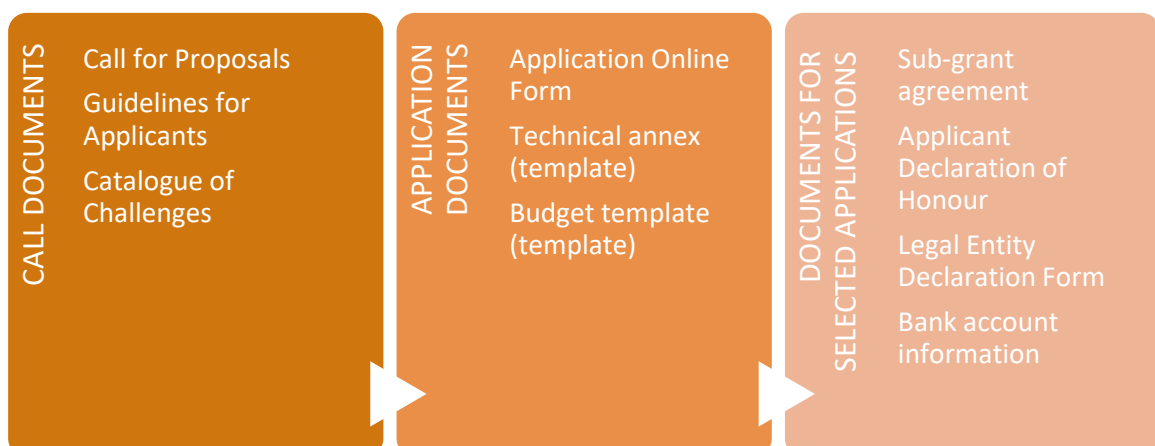 CALL DOCUMENTS
Call for Proposals
Guidelines for
Applicants
Catalogue of
Challenges
APPLICATION
DOCUMENTS
Application Online
Form
Technical annex
(template)
Budget template
(template)
DOCUMENTS FOR
SELECTED APPLICATIONS
Sub-grant
agreement
Applicant
Declaration of
Honour
Legal Entity
Declaration Form
Bank account
information